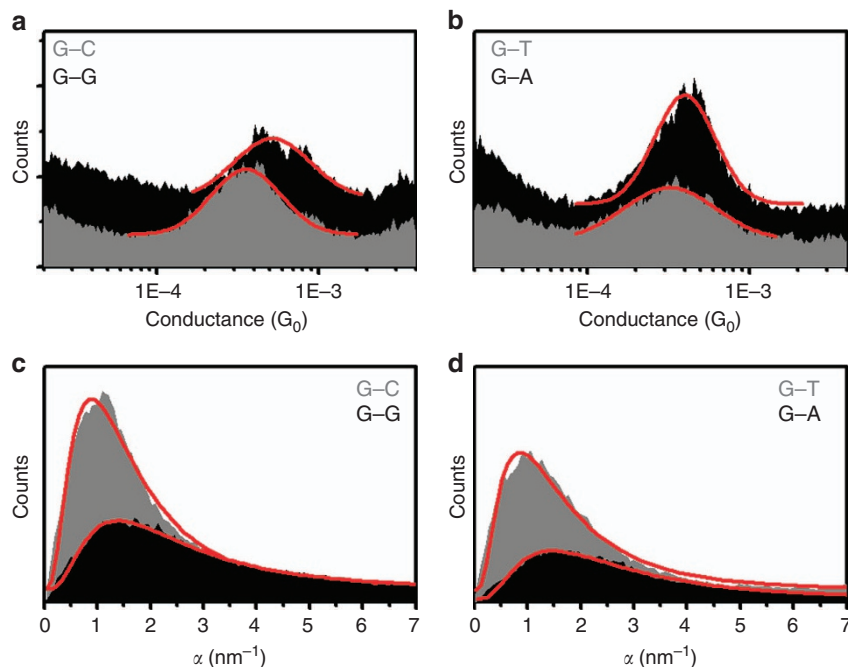 a
G–C
G–G
Counts
1E–4
1E–3
Conductance (G0)
b
G–T
G–A
Counts
1E–4
1E–3
Conductance (G0)
c
G–C
G–G
Counts
0
1
2
3
4
5
6
7
α (nm−1)
d
G–T
G–A
Counts
0
1
2
3
4
5
6
7
α (nm−1)